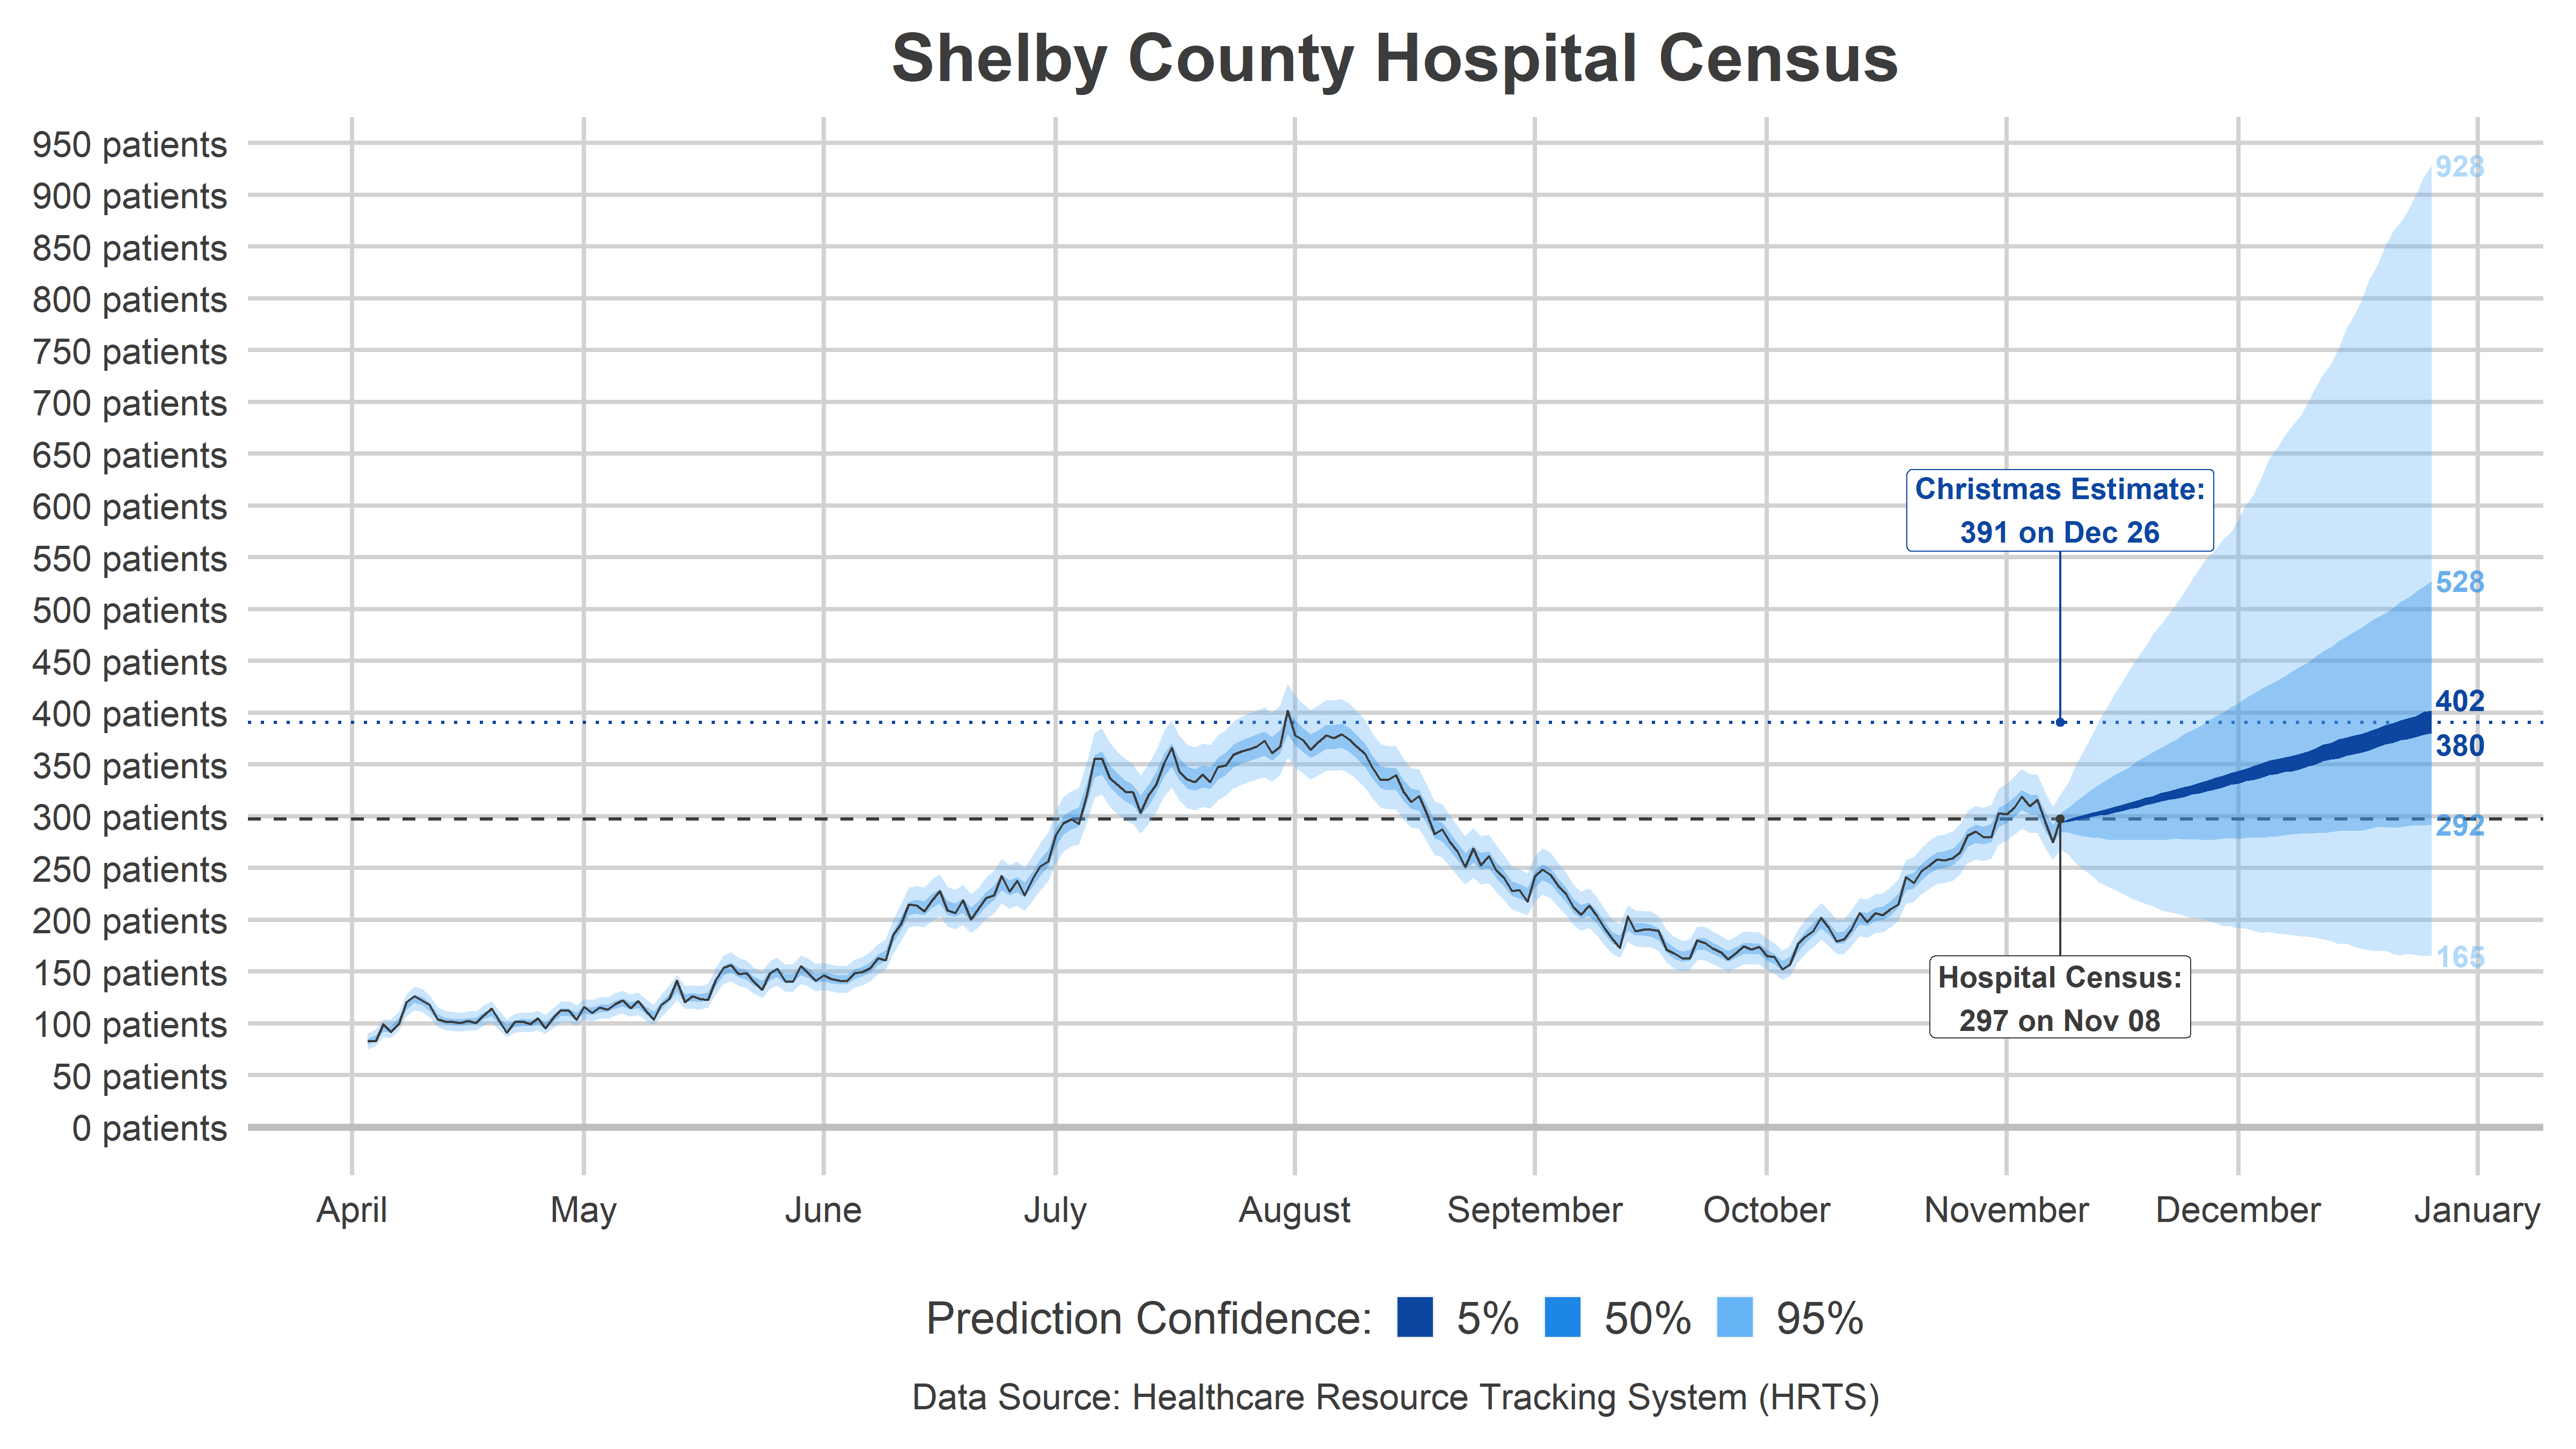 Shelby County Hospital Census
950 patients
900 patients
850 patients
800 patients
750 patients
700 patients
650 patients
600 patients
550 patients
500 patients
450 patients
400 patients
350 patients
300 patients
250 patients
200 patients
150 patients
100 patients
50 patients
0 patients
928
Christmas Estimate:
391 on Dec 26
528
402
380
292
165
Hospital Census:
297 on Nov 08
April May June July August September October November December January
Prediction Confidence: 5% 50% 95%
Data Source: Healthcare Resource Tracking System (HRTS)